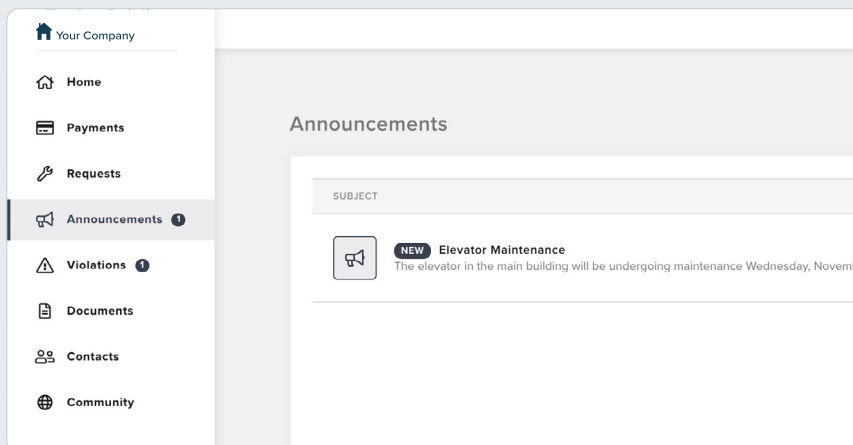 Your Company
Home
Payments
Requests
Announcements 1
Violations 1
Documents
Contacts
Community
Announcements
SUBJECT
NEW Elevator Maintenance
The elevator in the main building will be undergoing maintenance Wednesday,